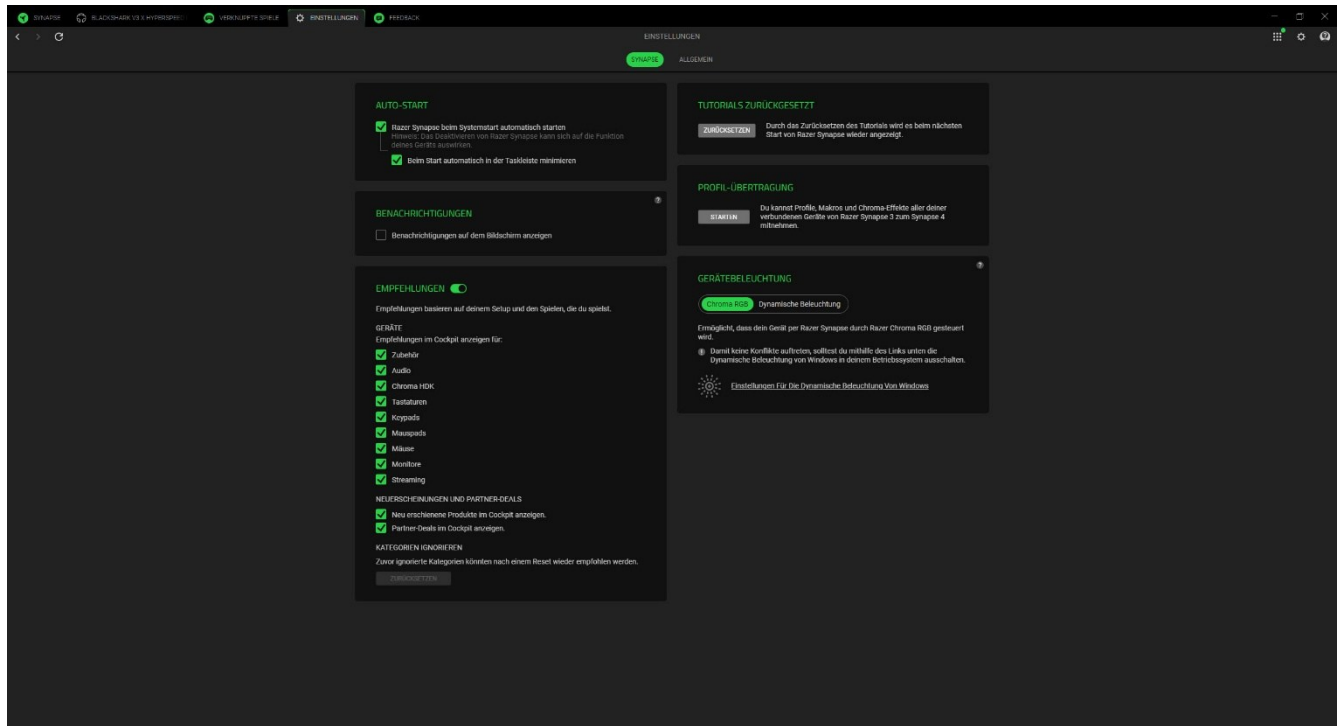 SYNAPSE
BLACKSHARK V3 X HYPERSPEED
VERKNÜPFTE SPIELE
EINSTELLUNGEN
FEEDBACK
EINSTELLUNGEN
SYNAPSE
ALLGEMEIN
AUTO-START
Razer Synapse beim Systemstart automatisch starten
Hinweis: Das Deaktivieren von Razer Synapse kann sich auf die Funktion
deines Geräts auswirken.
Beim Start automatisch in der Taskleiste minimieren
BENACHRICHTIGUNGEN
Benachrichtigungen auf dem Bildschirm anzeigen
EMPFEHLUNGEN
Empfehlungen basieren auf deinem Setup und den Spielen, die du spielst.
GERÄTE
Empfehlungen im Cockpit anzeigen für:
Zubehör
Audio
Chroma HDK
Tastaturen
Keypads
Mauspads
Mäuse
Monitore
Streaming
NEUERSCHEINUNGEN UND PARTNER-DEALS
Neu erschienene Produkte im Cockpit anzeigen.
Partner-Deals im Cockpit anzeigen.
KATEGORIEN IGNORIEREN
Zuvor ignorierte Kategorien könnten nach einem Reset wieder empfohlen werden.
ZURÜCKSETZEN
TUTORIALS ZURÜCKGESETZT
ZURÜCKSETZEN
Durch das Zurücksetzen des Tutorials wird es beim nächsten
Start von Razer Synapse wieder angezeigt.
PROFIL-ÜBERTRAGUNG
STARTEN
Du kannst Profile, Makros und Chroma-Effekte aller deiner
verbundenen Geräte von Razer Synapse 3 zum Synapse 4
mitnehmen.
GERÄTEBELEUCHTUNG
Chroma RGB
Dynamische Beleuchtung
Ermöglicht, dass dein Gerät per Razer Synapse durch Razer Chroma RGB gesteuert
wird.
Damit keine Konflikte auftreten, solltest du mithilfe des Links unten die
Dynamische Beleuchtung von Windows in deinem Betriebssystem ausschalten.
Einstellungen Für Die Dynamische Beleuchtung Von Windows